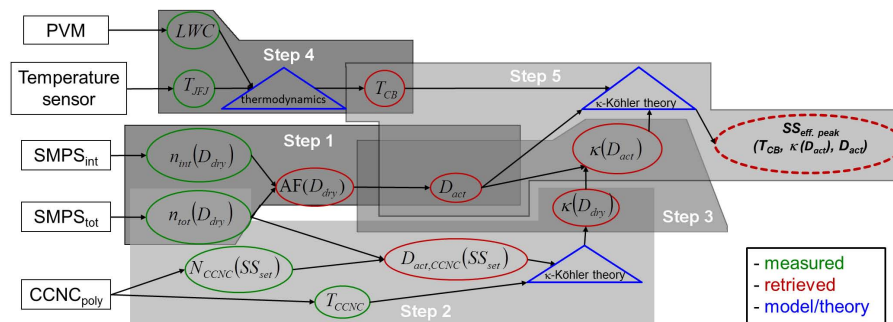 PVM
LWC
Step 4
Temperature
sensor
T_JFJ
thermodynamics
T_CB
Step 5
κ-Köhler theory
SS_eff. peak
(T_CB, κ (D_act), D_act)
Step 1
SMPS_int
n_int(D_dry)
κ(D_act)
AF(D_dry)
D_act
SMPS_tot
n_tot(D_dry)
κ(D_dry)
Step 3
N_CCNC(SS_set)
D_act,CCNC(SS_set)
κ-Köhler theory
CCNC_poly
T_CCNC
Step 2
- measured
- retrieved
- model/theory